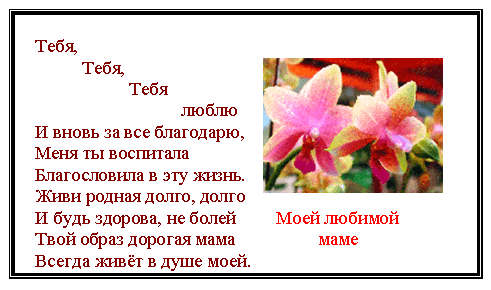 Тебя,
Тебя,
Тебя
люблю
И вновь за все благодарю,
Меня ты воспитала
Благословила в эту жизнь.
Живи родная долго, долго
И будь здорова, не болей
Твой образ дорогая мама
Всегда живёт в душе моей.
Моей любимой
маме